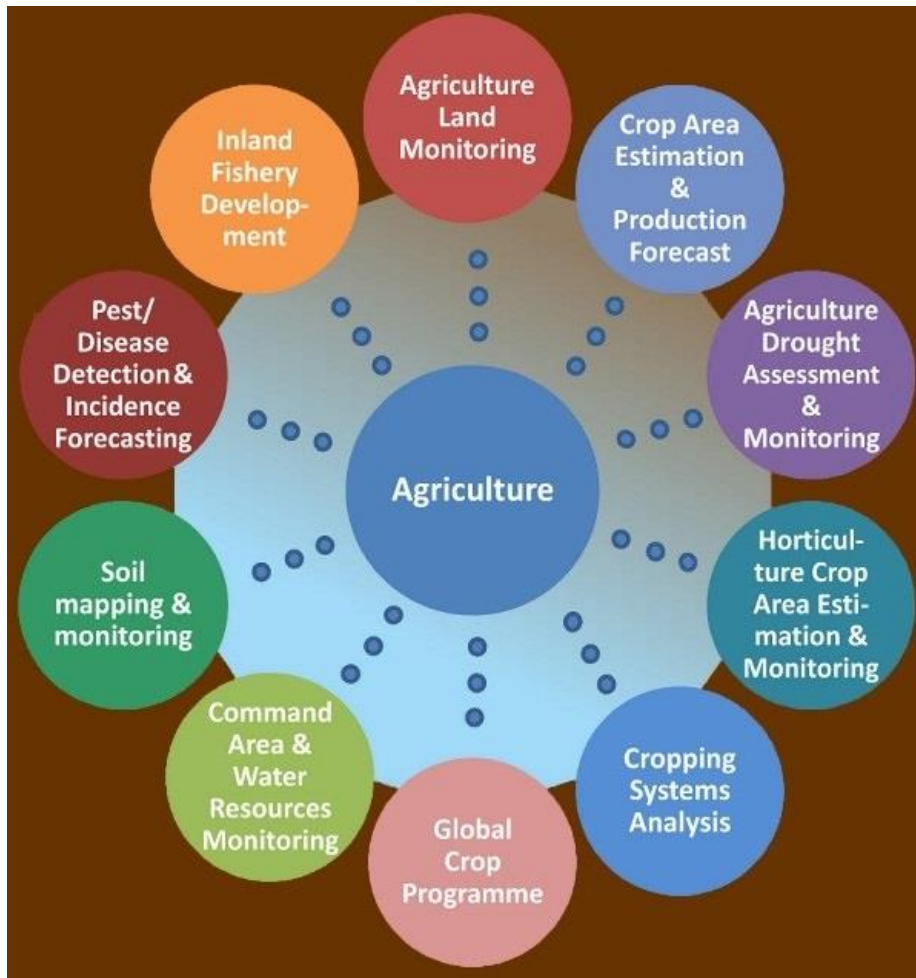 Agriculture
Land
Monitoring
Crop Area
Estimation
&
Production
Forecast
Agriculture
Drought
Assessment
&
Monitoring
Horticul-
ture Crop
Area Esti-
mation &
Monitoring
Cropping
Systems
Analysis
Global
Crop
Programme
Command
Area &
Water
Resources
Monitoring
Soil
mapping &
monitoring
Pest/
Disease
Detection &
Incidence
Forecasting
Inland
Fishery
Develop-
ment
Agriculture